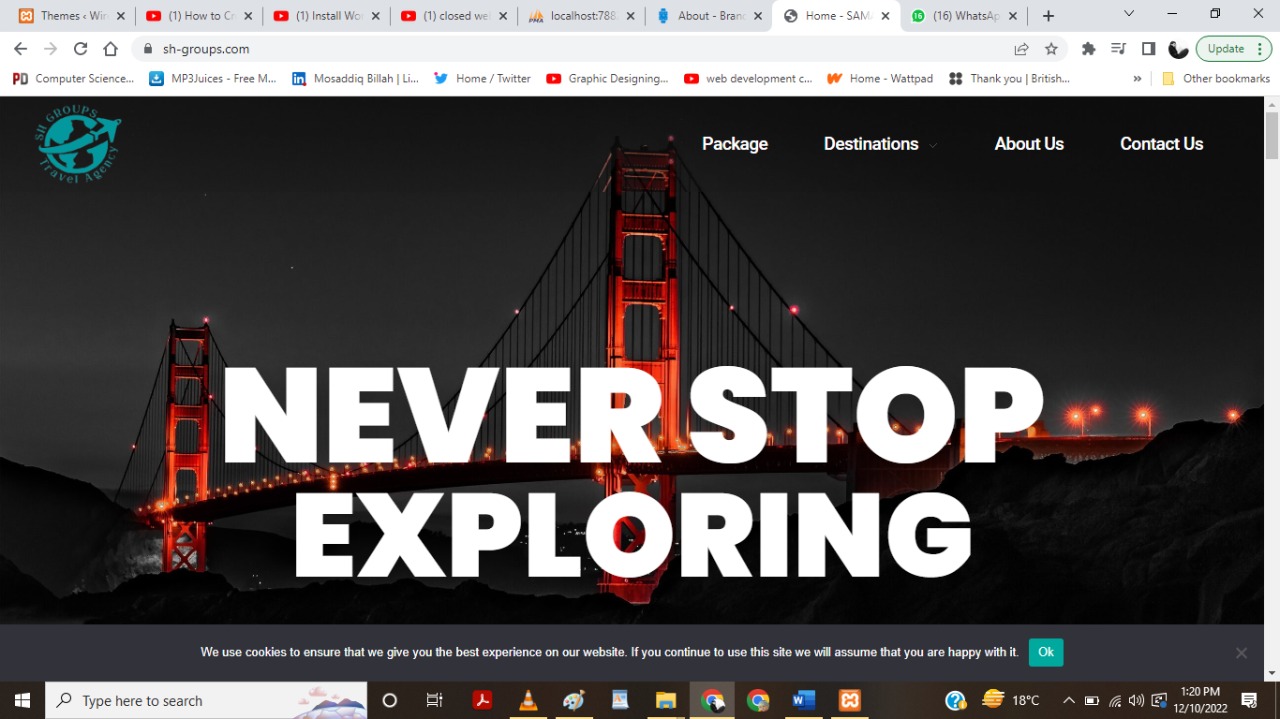 Themes ‹ Win
(1) How to Cr
(1) Install Wo
(1) closed we
localhost:788
About - Bran
Home - SAM
(16) WhatsAp
sh-groups.com
Update
Computer Science...
MP3Juices - Free M...
Mosaddiq Billah | Li...
Home / Twitter
Graphic Designing...
web development c...
Home - Wattpad
Thank you | British...
»
Other bookmarks
SH GROUPS
Travel Agency
Package
Destinations
About Us
Contact Us
NEVER STOP
EXPLORING
We use cookies to ensure that we give you the best experience on our website. If you continue to use this site we will assume that you are happy with it.
Ok
Type here to search
18°C
1:20 PM
12/10/2022